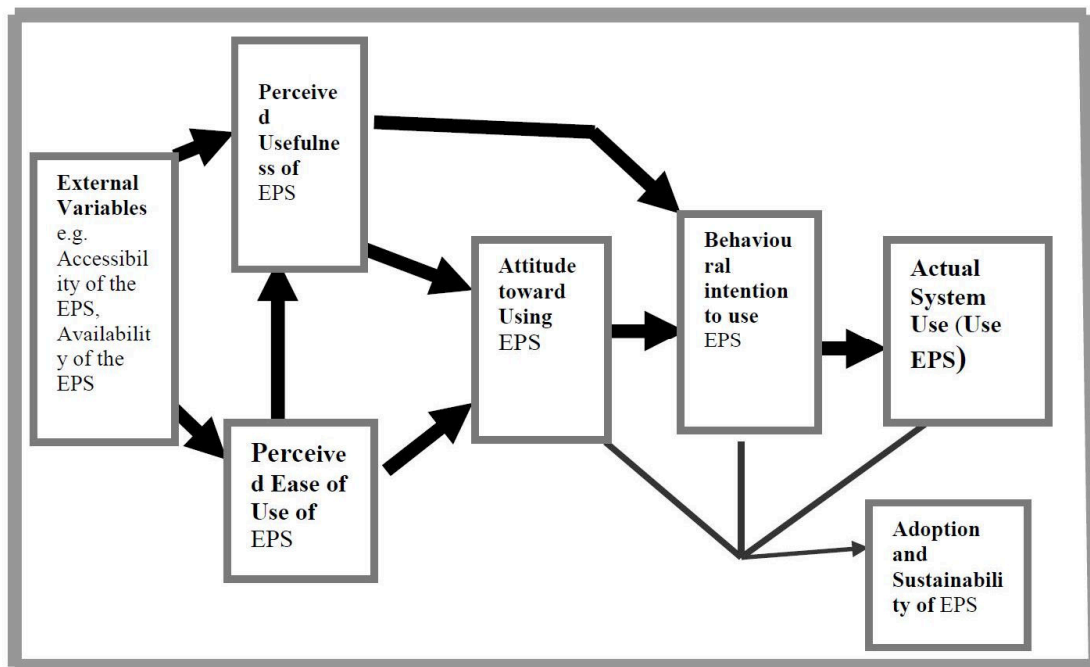 Perceive
d
Usefulne
ss of
EPS
External
Variables
e.g.
Accessibil
ity of the
EPS,
Availabilit
y of the
EPS
Perceive
d Ease of
Use of
EPS
Attitude
toward
Using
EPS
Behaviou
ral
intention
to use
EPS
Actual
System
Use (Use
EPS)
Adoption
and
Sustainabili
ty of EPS